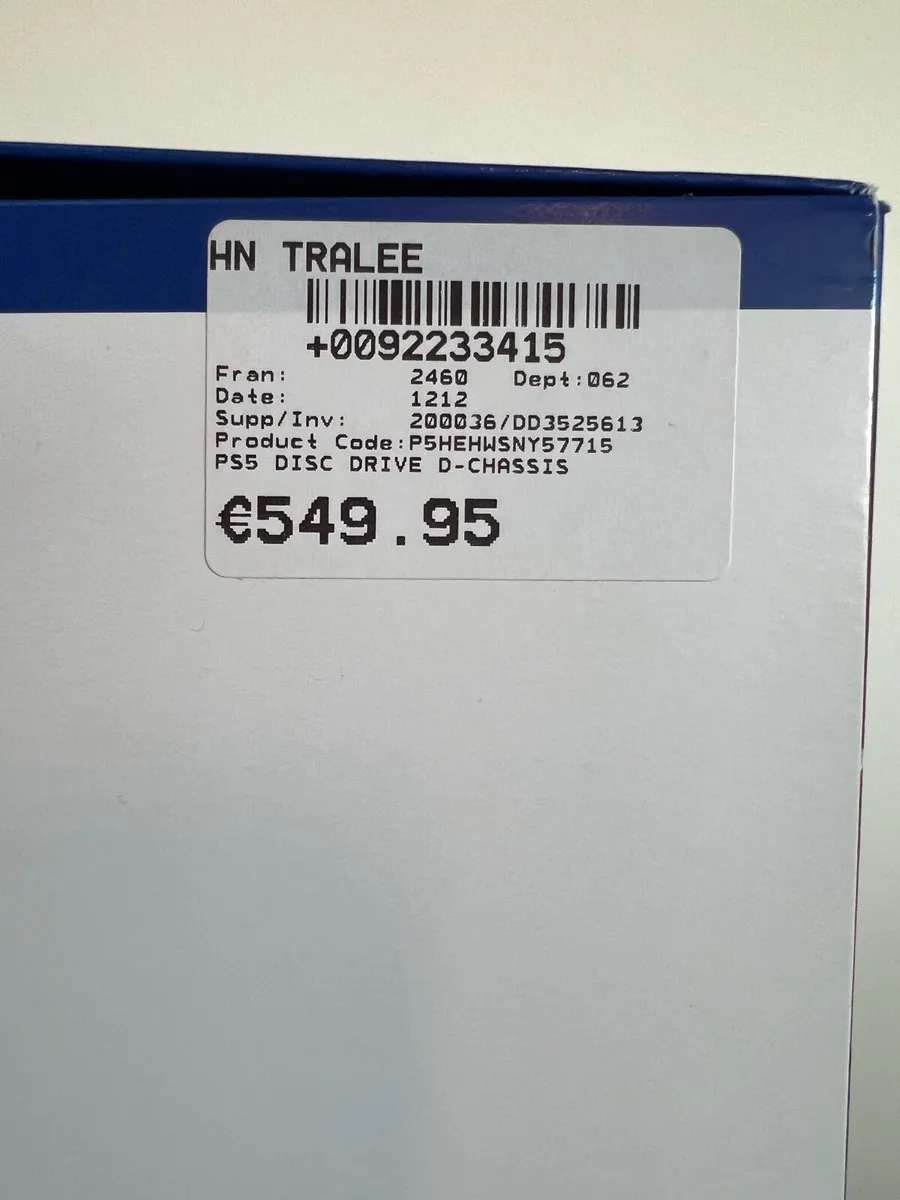 HN TRALEE
+0092233415
Fran: 2460 Dept:062
Date: 1212
Supp/Inv: 200036/DD3525613
Product Code:P5HEHWSNY57715
PS5 DISC DRIVE D-CHASSIS
€549.95